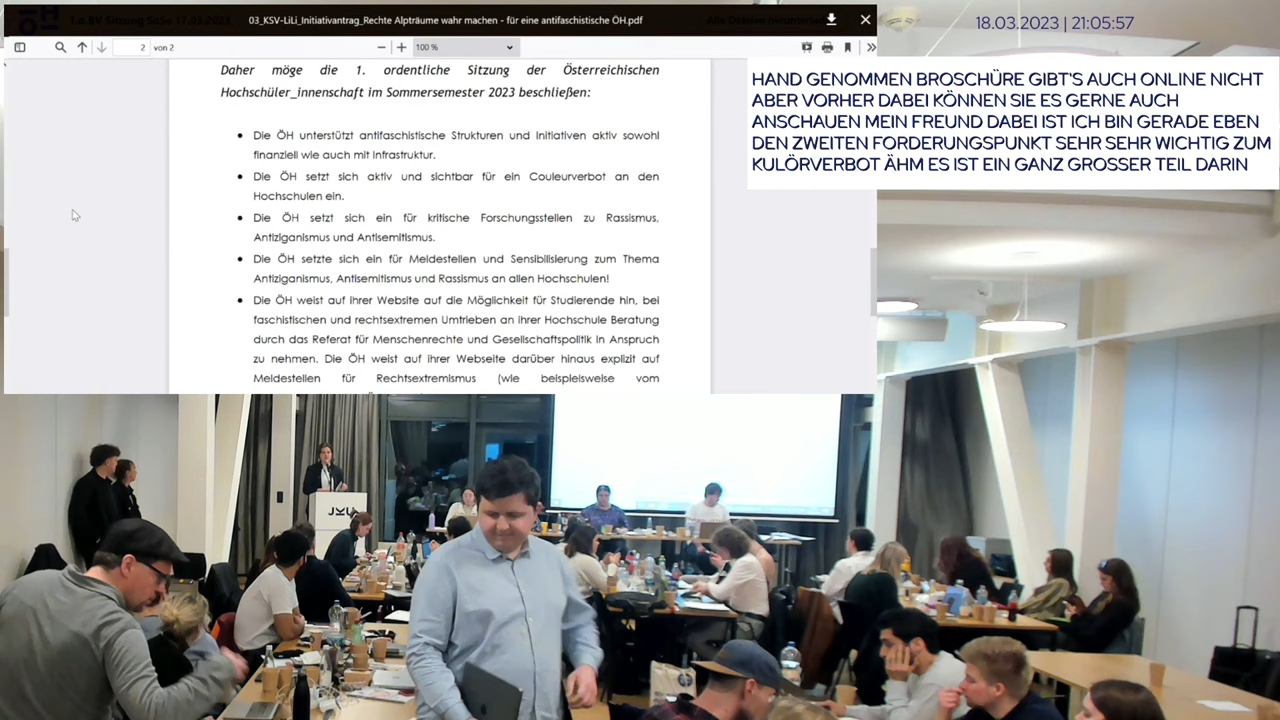 1.o BV Sitzung SoSe 17.03.2023
03_KSV-LiLi_Initiativantrag_Rechte Alpträume wahr machen - für eine antifaschistische ÖH.pdf
18.03.2023 | 21:05:57
2 von 2
100 %
Daher möge die 1. ordentliche Sitzung der Österreichischen
Hochschüler_innenschaft im Sommersemester 2023 beschließen:
• Die ÖH unterstützt antifaschistische Strukturen und Initiativen aktiv sowohl
finanziell wie auch mit Infrastruktur.
• Die ÖH setzt sich aktiv und sichtbar für ein Couleurverbot an den
Hochschulen ein.
• Die ÖH setzt sich ein für kritische Forschungsstellen zu Rassismus,
Antiziganismus und Antisemitismus.
• Die ÖH setzte sich ein für Meldestellen und Sensibilisierung zum Thema
Antiziganismus, Antisemitismus und Rassismus an allen Hochschulen!
• Die ÖH weist auf ihrer Website auf die Möglichkeit für Studierende hin, bei
faschistischen und rechtsextremen Umtrieben an ihrer Hochschule Beratung
durch das Referat für Menschenrechte und Gesellschaftspolitik in Anspruch
zu nehmen. Die ÖH weist auf ihrer Webseite darüber hinaus explizit auf
Meldestellen für Rechtsextremismus (wie beispielsweise vom
HAND GENOMMEN BROSCHÜRE GIBT'S AUCH ONLINE NICHT
ABER VORHER DABEI KÖNNEN SIE ES GERNE AUCH
ANSCHAUEN MEIN FREUND DABEI IST ICH BIN GERADE EBEN
DEN ZWEITEN FORDERUNGSPUNKT SEHR SEHR WICHTIG ZUM
KULÖRVERBOT ÄHM ES IST EIN GANZ GROSSER TEIL DARIN
JKU